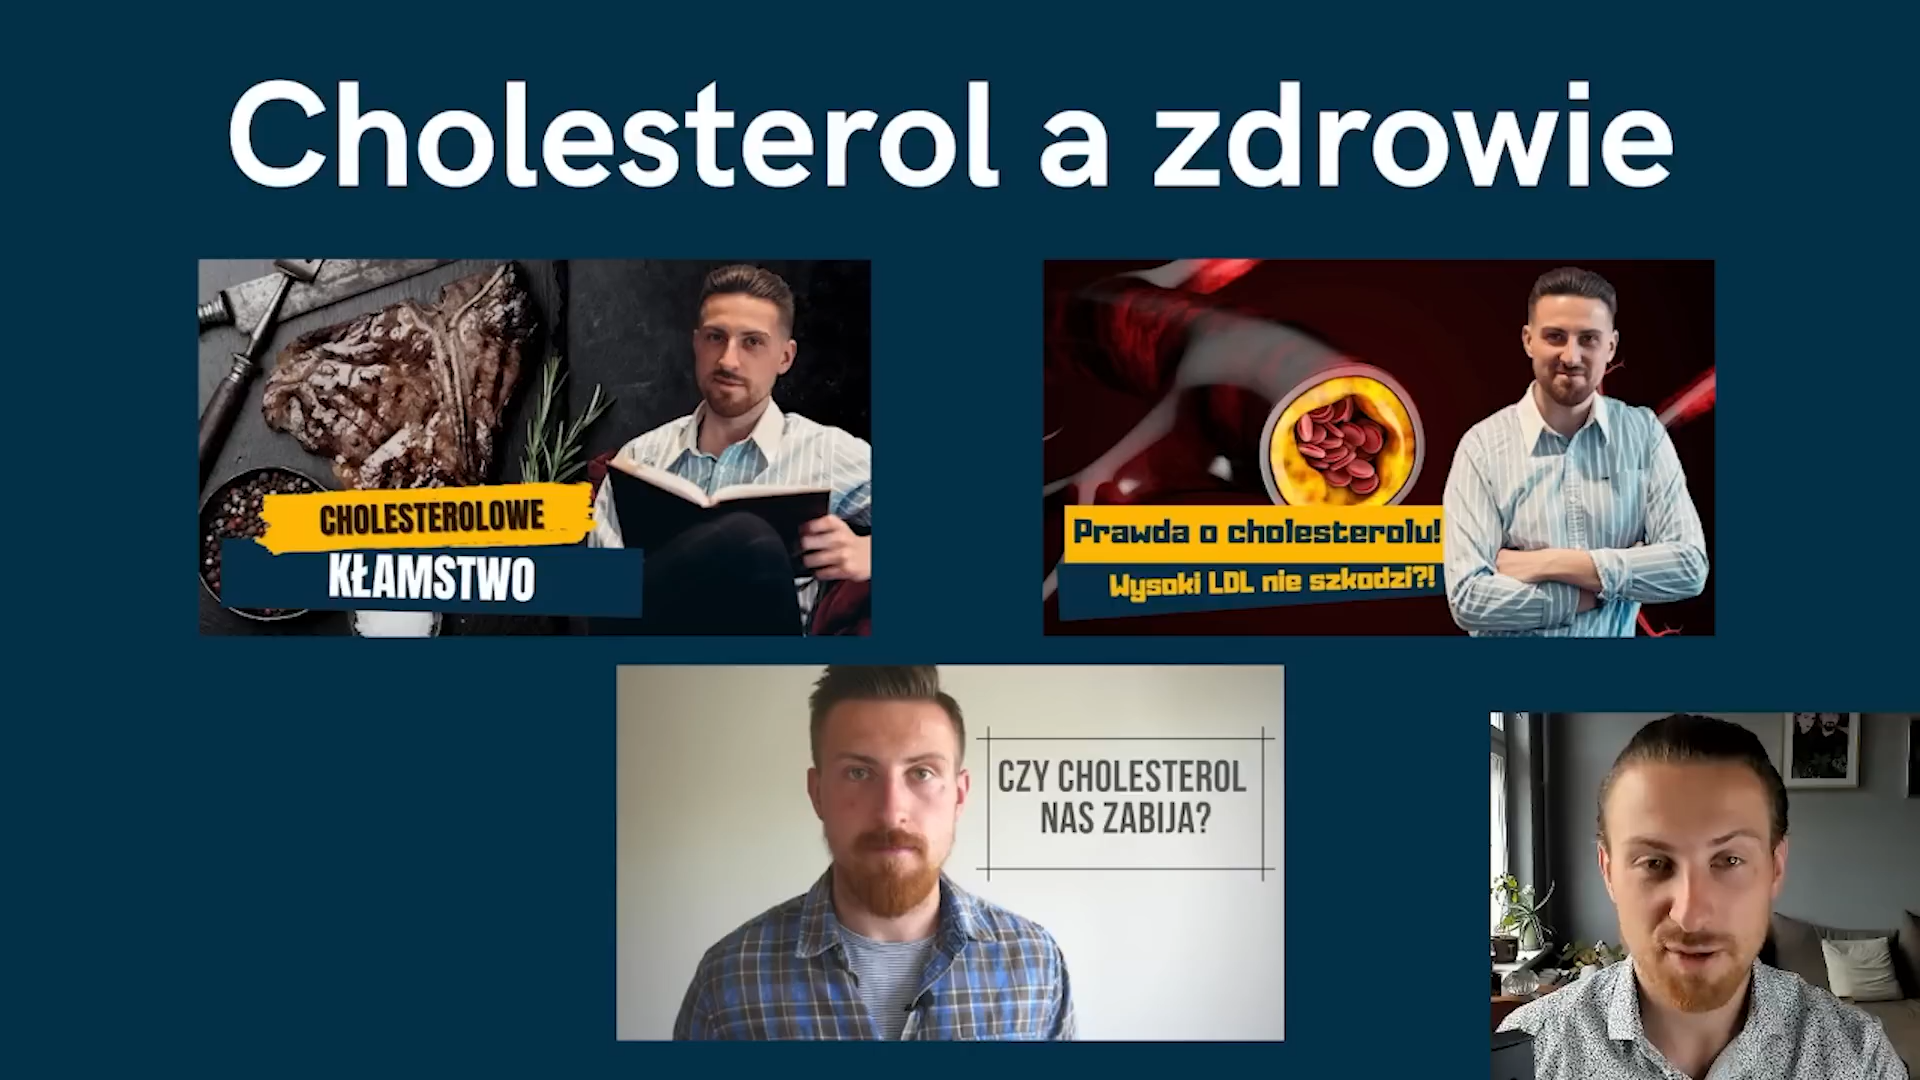 Cholesterol a zdrowie
CHOLESTEROLOWE
KŁAMSTWO
Prawda o cholesterolu!
Wysoki LDL nie szkodzi?!
CZY CHOLESTEROL
NAS ZABIJA?